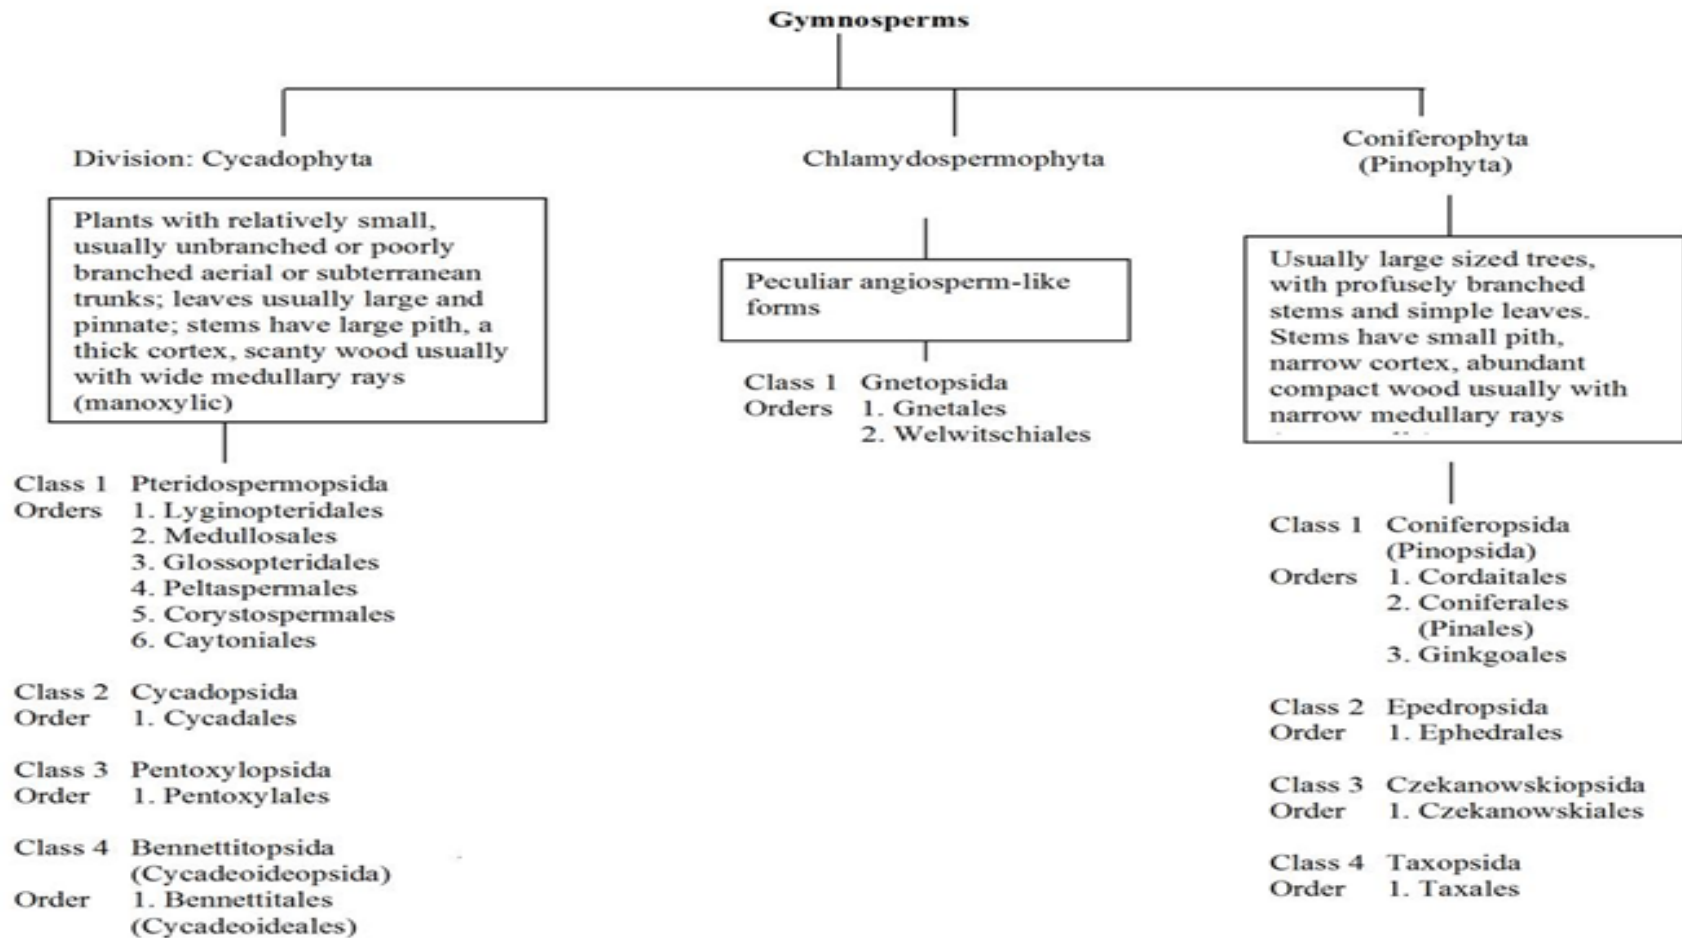 Gymnosperms
Division: Cycadophyta
Plants with relatively small,
usually unbranched or poorly
branched aerial or subterranean
trunks; leaves usually large and
pinnate; stems have large pith, a
thick cortex, scanty wood usually
with wide medullary rays
(manoxylic)
Class 1 Pteridospermopsida
Orders 1. Lyginopteridales
2. Medullosales
3. Glossopteridales
4. Peltaspermales
5. Corystospermales
6. Caytoniales
Class 2 Cycadopsida
Order 1. Cycadales
Class 3 Pentoxylopsida
Order 1. Pentoxylales
Class 4 Bennettitopsida
(Cycadeoideopsida)
Order 1. Bennettitales
(Cycadeoideales)
Chlamydospermophyta
Peculiar angiosperm-like
forms
Class 1 Gnetopsida
Orders 1. Gnetales
2. Welwitschiales
Coniferophyta
(Pinophyta)
Usually large sized trees,
with profusely branched
stems and simple leaves.
Stems have small pith,
narrow cortex, abundant
compact wood usually with
narrow medullary rays
Class 1 Coniferopsida
(Pinopsida)
Orders 1. Cordaitales
2. Coniferales
(Pinales)
3. Ginkgoales
Class 2 Epedropsida
Order 1. Ephedrales
Class 3 Czekanowskiopsida
Order 1. Czekanowskiales
Class 4 Taxopsida
Order 1. Taxales